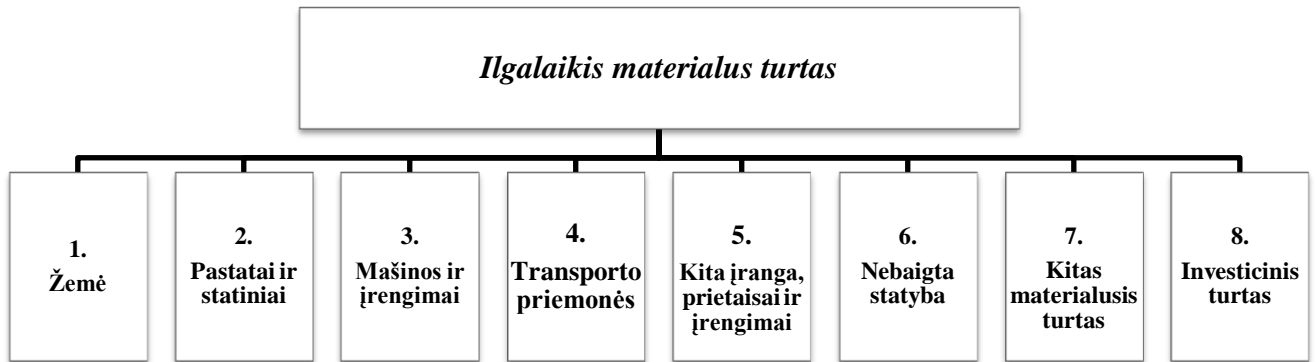 Ilgalaikis materialus turtas
1.
Žemė
2.
Pastatai ir
statiniai
3.
Mašinos ir
įrengimai
4.
Transporto
priemonės
5.
Kita įranga,
prietaisai ir
įrengimai
6.
Nebaigta
statyba
7.
Kitas
materialusis
turtas
8.
Investicinis
turtas